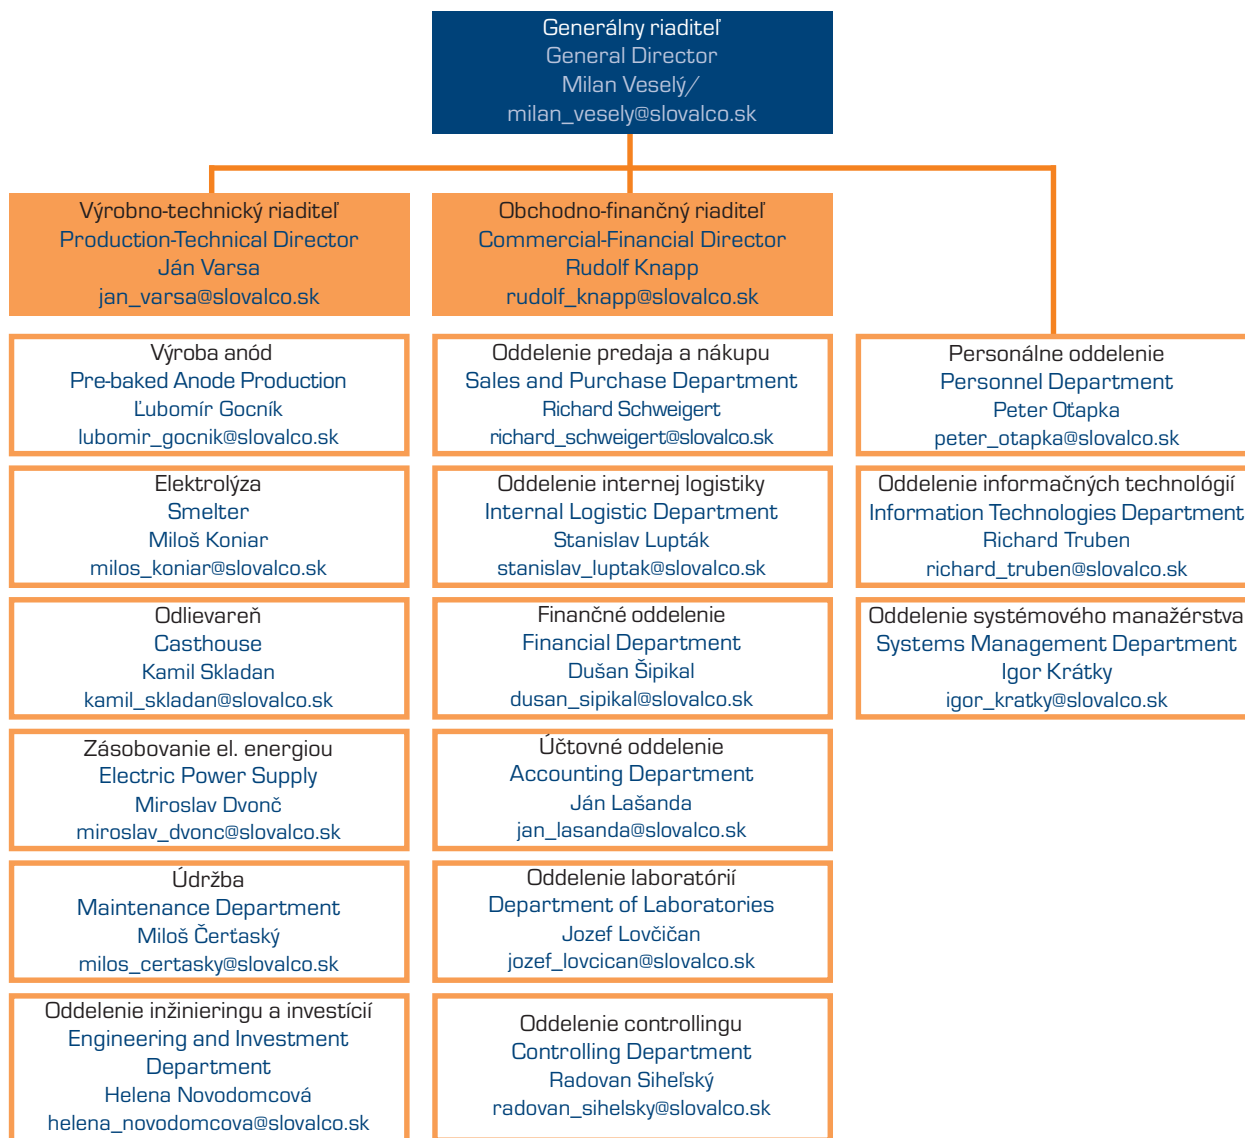 Generálny riaditeľ
General Director
Milan Veselý/
milan_vesely@slovalco.sk
Výrobno-technický riaditeľ
Production-Technical Director
Ján Varsa
jan_varsa@slovalco.sk
Obchodno-finančný riaditeľ
Commercial-Financial Director
Rudolf Knapp
rudolf_knapp@slovalco.sk
Výroba anód
Pre-baked Anode Production
Ľubomír Gocník
lubomir_gocnik@slovalco.sk
Elektrolýza
Smelter
Miloš Koniar
milos_koniar@slovalco.sk
Odlievareň
Casthouse
Kamil Skladan
kamil_skladan@slovalco.sk
Zásobovanie el. energiou
Electric Power Supply
Miroslav Dvonč
miroslav_dvonc@slovalco.sk
Údržba
Maintenance Department
Miloš Čerťaský
milos_certasky@slovalco.sk
Oddelenie inžinieringu a investícií
Engineering and Investment
Department
Helena Novodomcová
helena_novodomcova@slovalco.sk
Oddelenie predaja a nákupu
Sales and Purchase Department
Richard Schweigert
richard_schweigert@slovalco.sk
Oddelenie internej logistiky
Internal Logistic Department
Stanislav Lupták
stanislav_luptak@slovalco.sk
Finančné oddelenie
Financial Department
Dušan Šipikal
dusan_sipikal@slovalco.sk
Účtovné oddelenie
Accounting Department
Ján Lašanda
jan_lasanda@slovalco.sk
Oddelenie laboratórií
Department of Laboratories
Jozef Lovčičan
jozef_lovcican@slovalco.sk
Oddelenie controllingu
Controlling Department
Radovan Siheľský
radovan_sihelsky@slovalco.sk
Personálne oddelenie
Personnel Department
Peter Oťapka
peter_otapka@slovalco.sk
Oddelenie informačných technológií
Information Technologies Department
Richard Truben
richard_truben@slovalco.sk
Oddelenie systémového manažérstva
Systems Management Department
Igor Krátky
igor_kratky@slovalco.sk